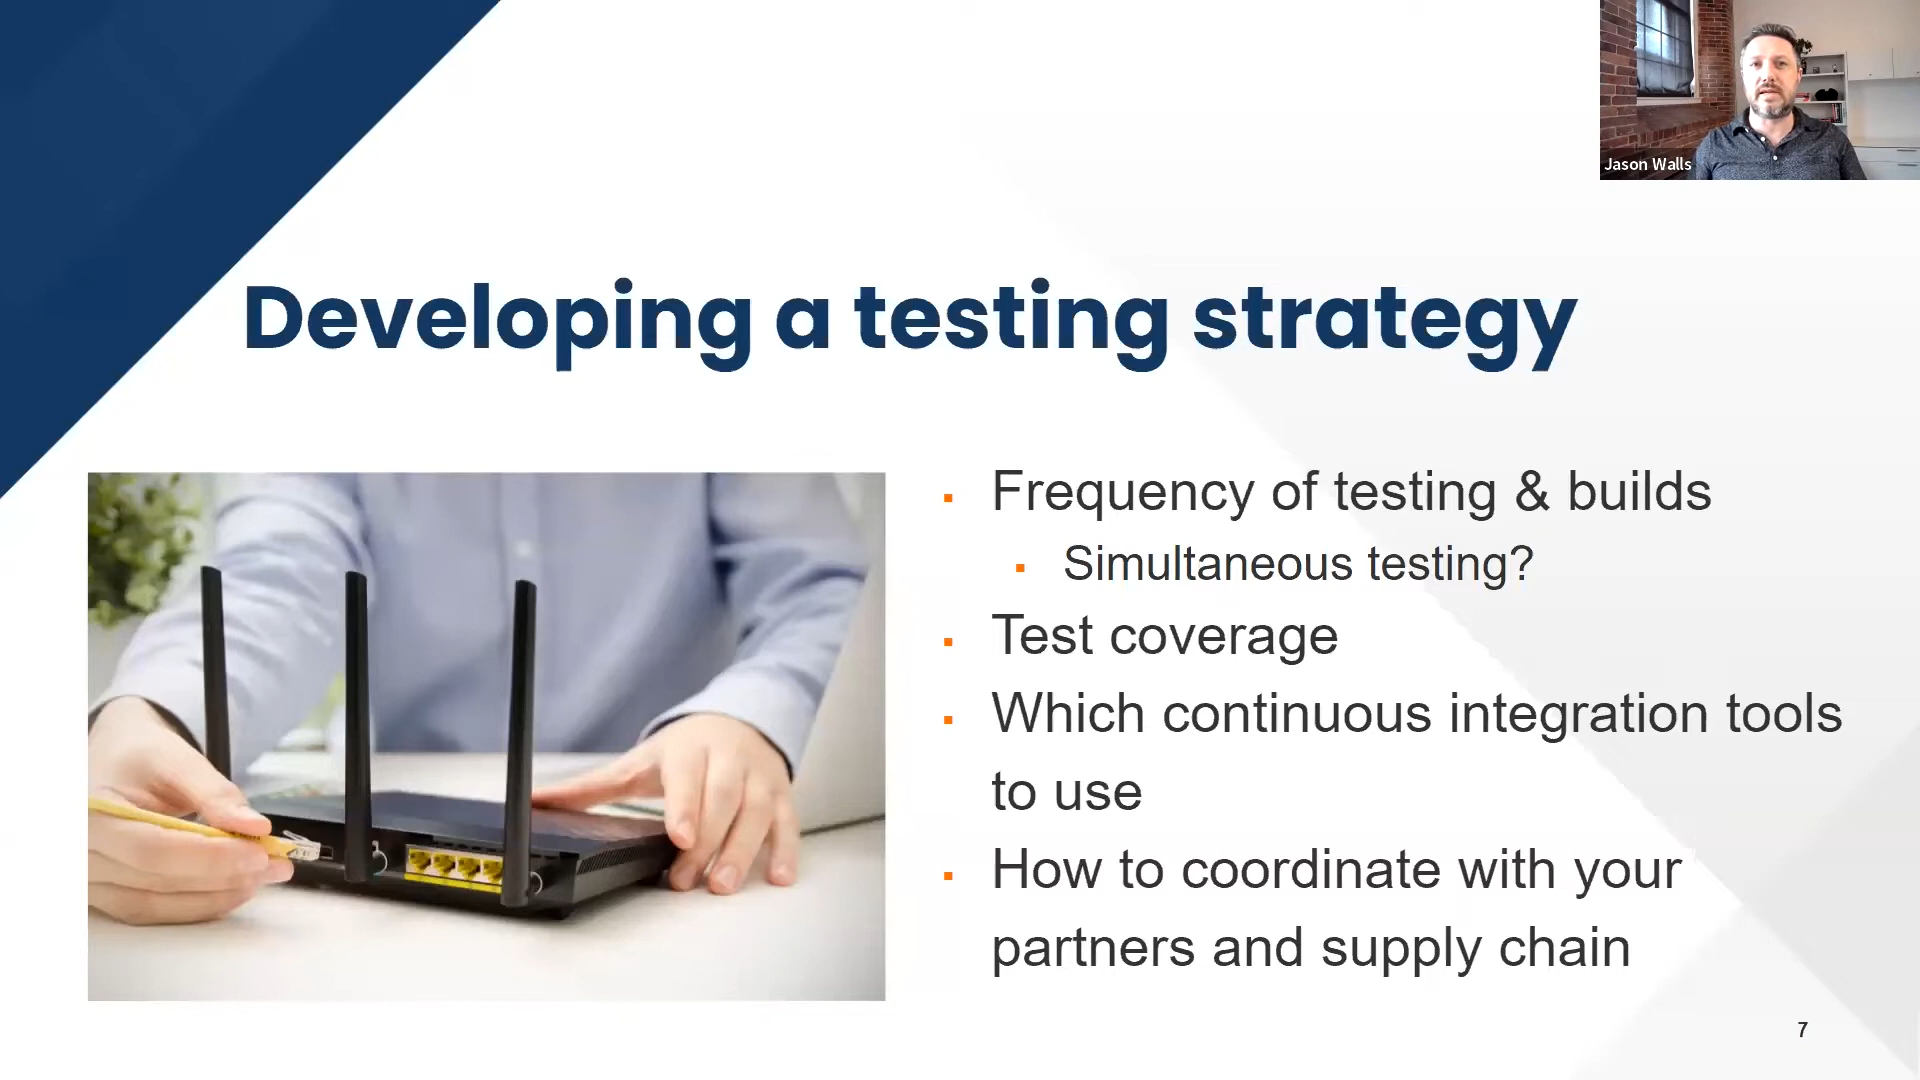 Jason Walls
Developing a testing strategy
Frequency of testing & builds
Simultaneous testing?
Test coverage
Which continuous integration tools
to use
How to coordinate with your
partners and supply chain
7